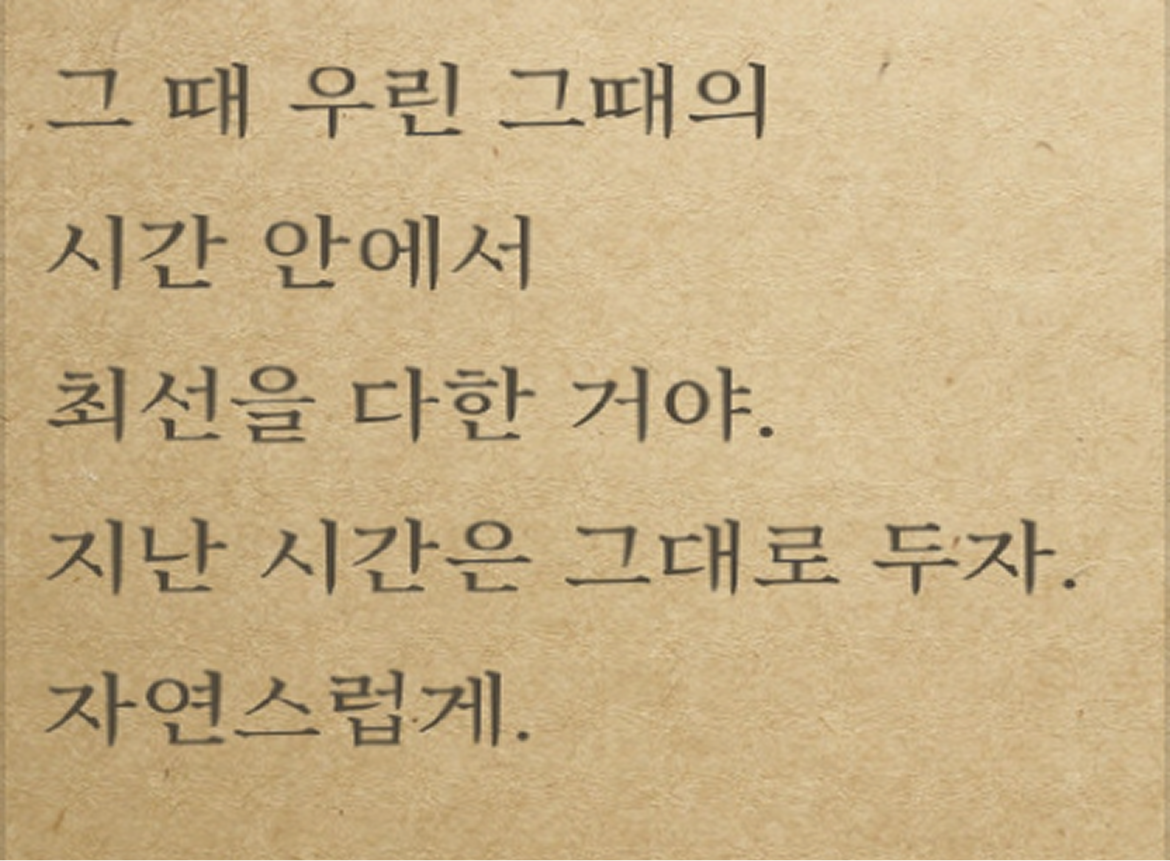 그 때 우린 그때의
시간 안에서
최선을 다한 거야.
지난 시간은 그대로 두자.
자연스럽게.